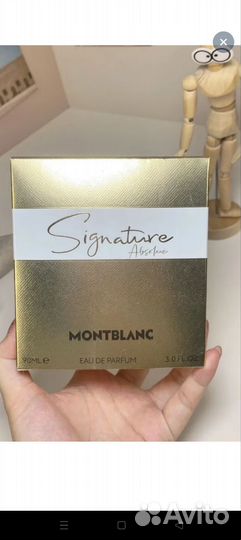 Signature
Absolue
MONTBLANC
90ML℮ EAU DE PARFUM 3.0 FL.OZ
Avito